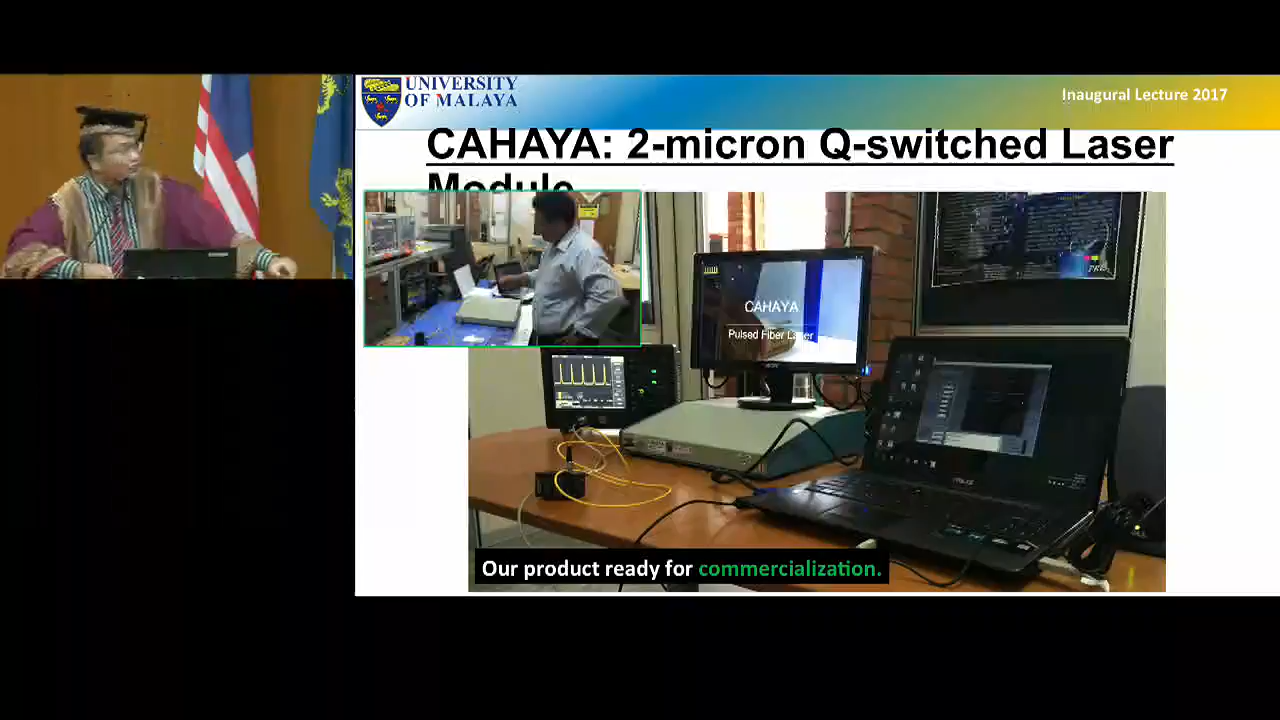 UNIVERSITY
OF MALAYA
Inaugural Lecture 2017
CAHAYA: 2-micron Q-switched Laser
Module
CAHAYA
Pulsed Fiber Laser
Our product ready for commercialization.